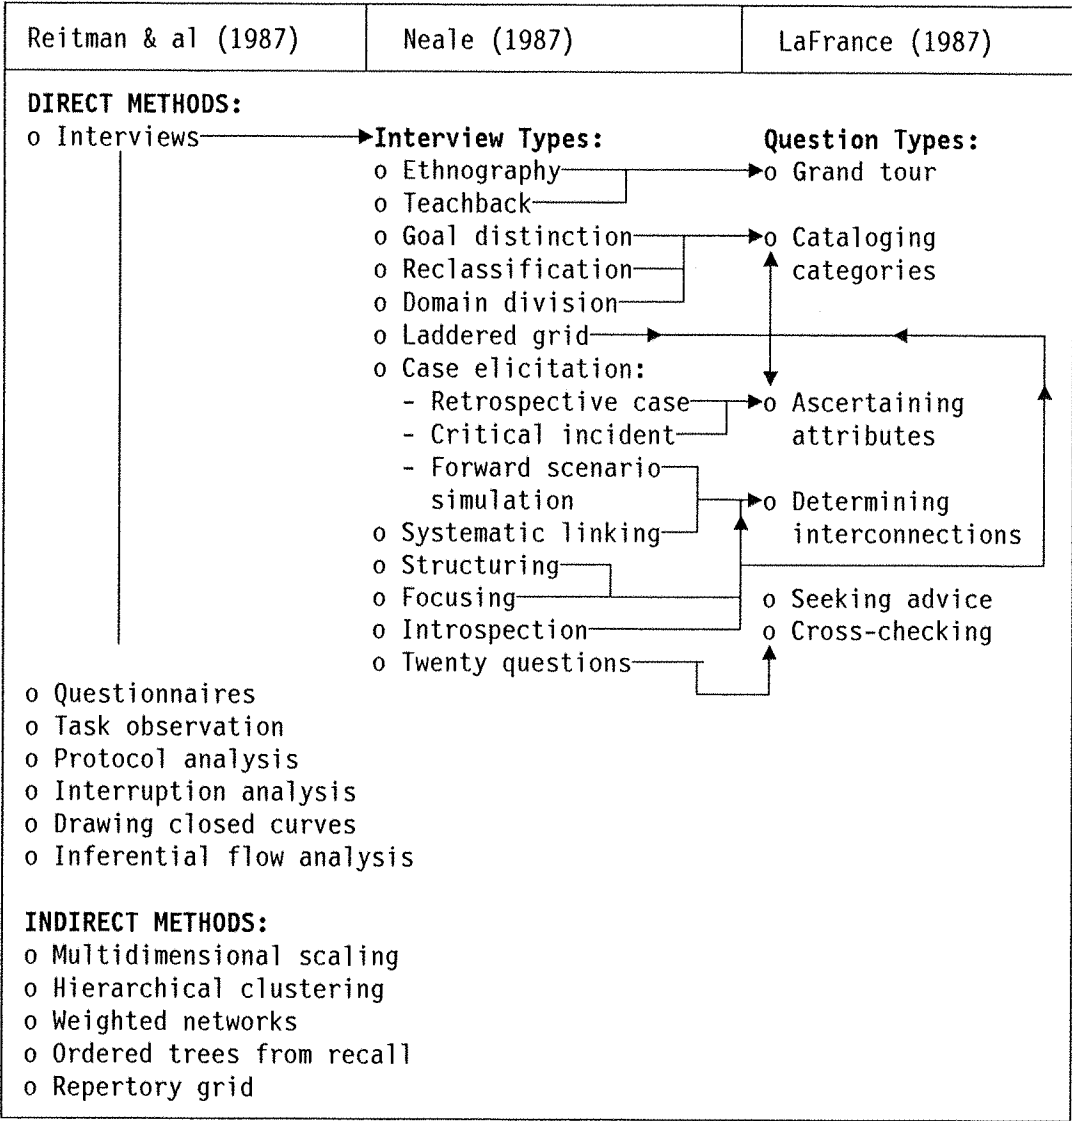 Reitman & al (1987) Neale (1987) LaFrance (1987)
DIRECT METHODS:
o Interviews Interview Types: Question Types:
o Ethnography o Grand tour
o Teachback
o Goal distinction o Cataloging
o Reclassification categories
o Domain division
o Laddered grid
o Case elicitation:
- Retrospective case o Ascertaining
- Critical incident attributes
- Forward scenario
simulation o Determining
o Systematic linking interconnections
o Structuring
o Focusing o Seeking advice
o Introspection o Cross-checking
o Twenty questions
o Questionnaires
o Task observation
o Protocol analysis
o Interruption analysis
o Drawing closed curves
o Inferential flow analysis
INDIRECT METHODS:
o Multidimensional scaling
o Hierarchical clustering
o Weighted networks
o Ordered trees from recall
o Repertory grid